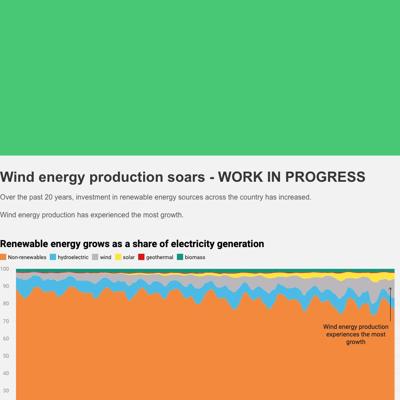 Wind energy production soars - WORK IN PROGRESS
Over the past 20 years, investment in renewable energy sources across the country has increased.
Wind energy production has experienced the most growth.
Renewable energy grows as a share of electricity generation
Non-renewables hydroelectric wind solar geothermal biomass
100
90
80
70
Wind energy production
experiences the most
growth
60
50
40
30